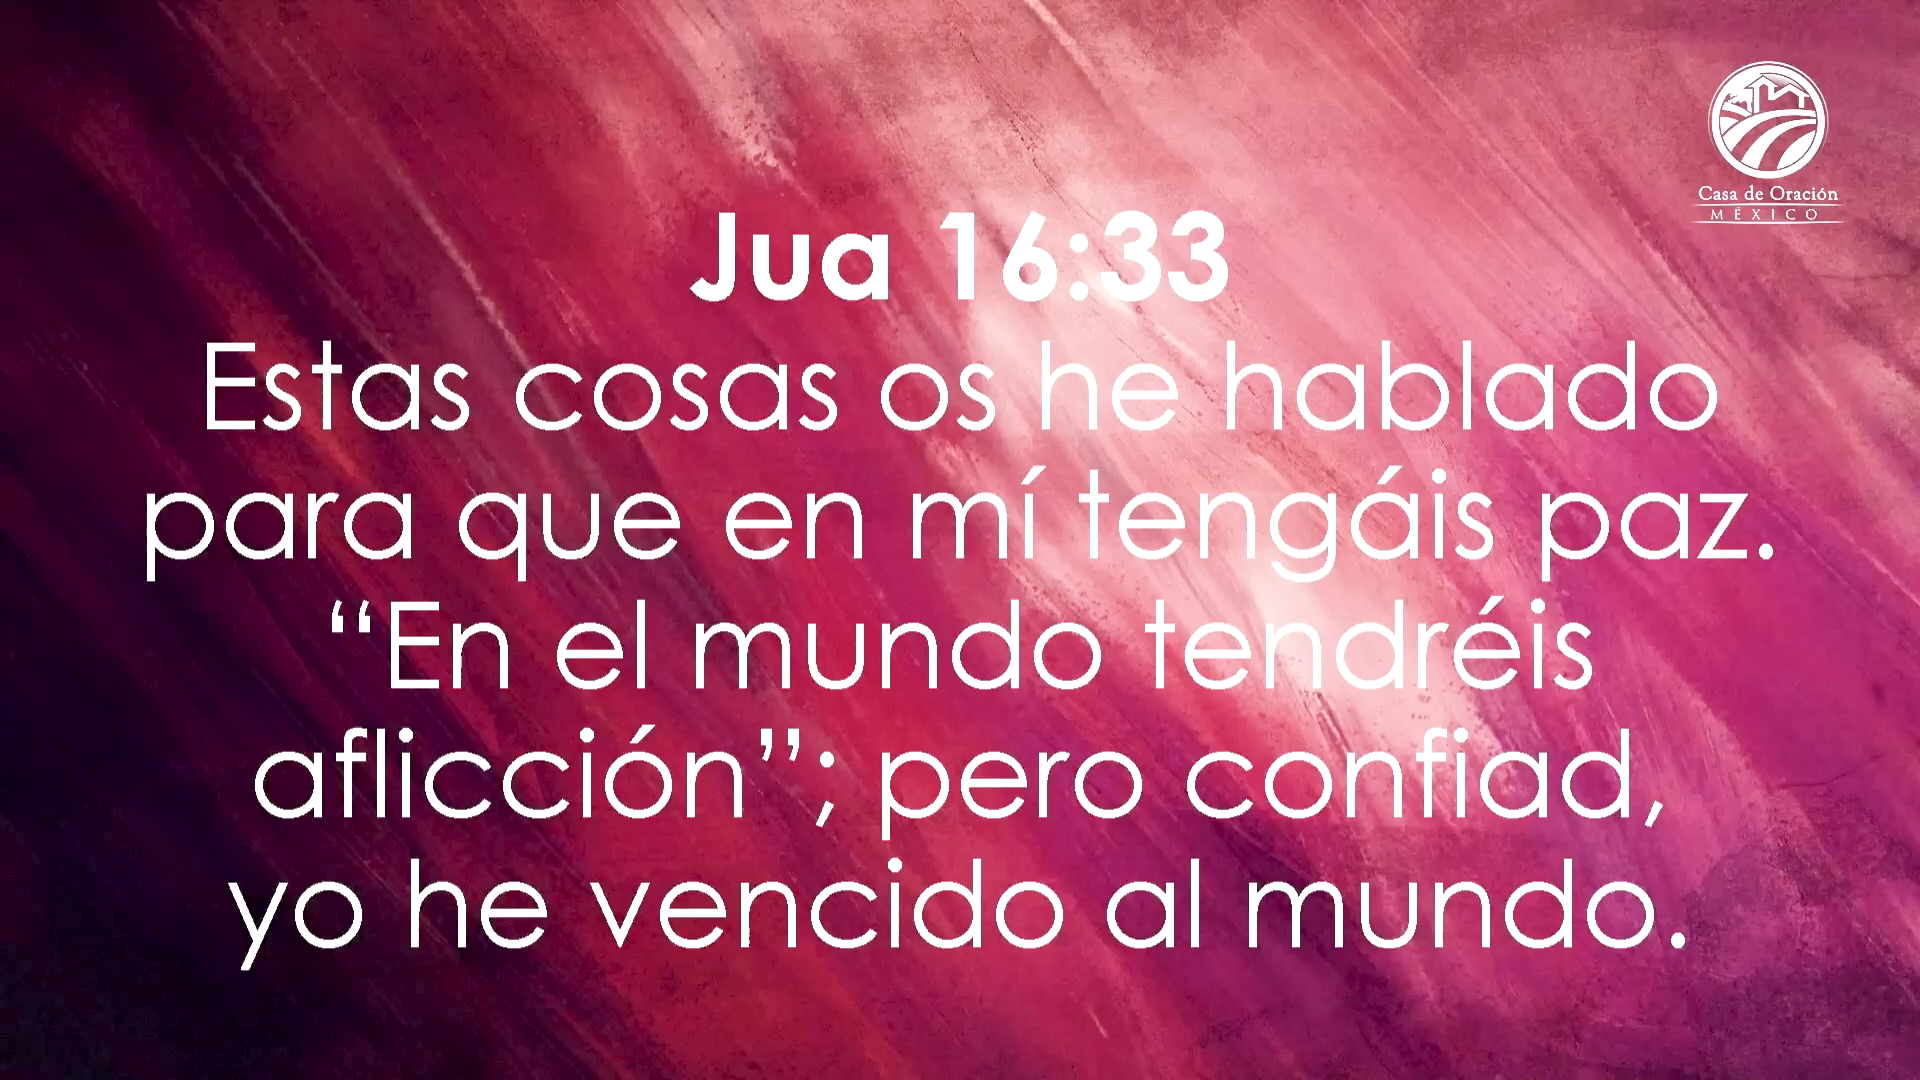 Casa de Oración
MÉXICO
Jua 16:33
Estas cosas os he hablado
para que en mí tengáis paz.
“En el mundo tendréis
aflicción”; pero confiad,
yo he vencido al mundo.